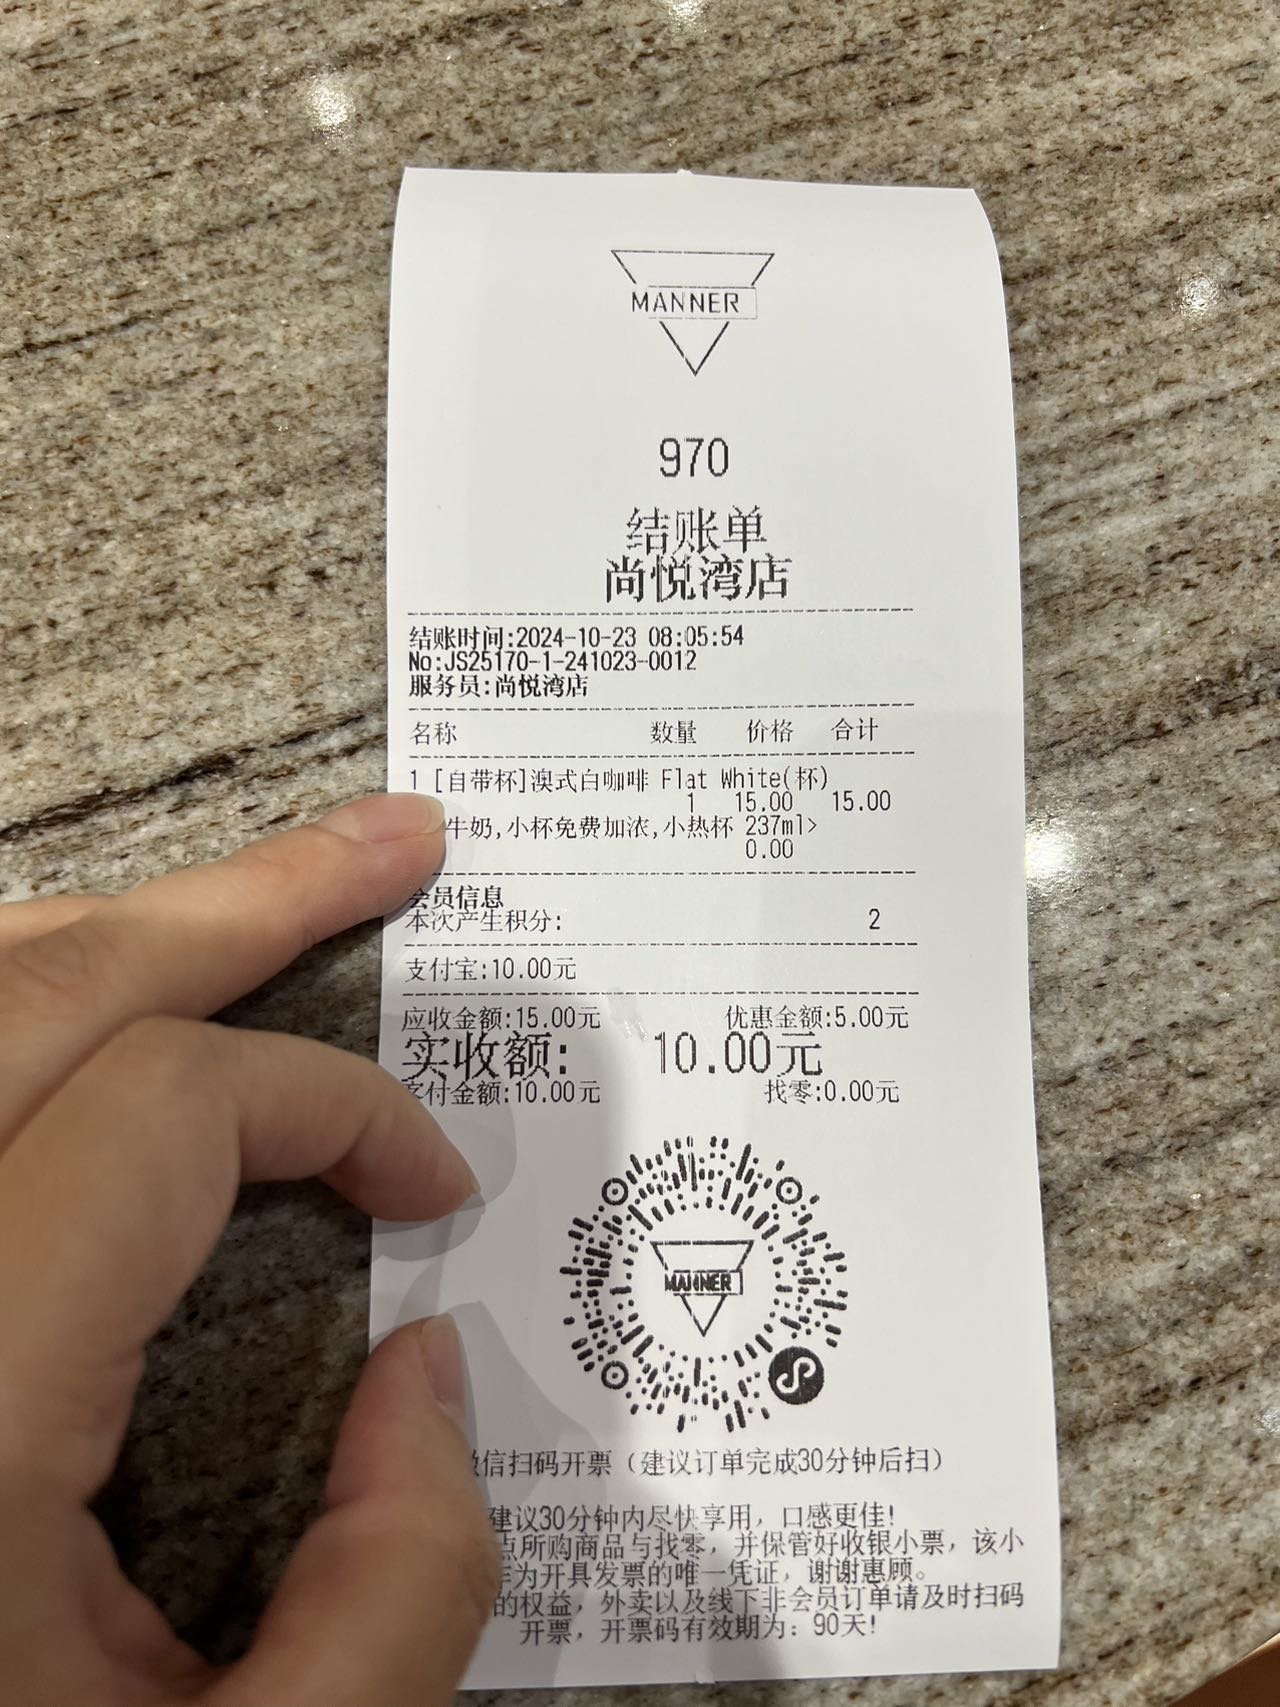 MANNER
970
结账单
尚悦湾店
结账时间:2024-10-23 08:05:54
No:JS25170-1-241023-0012
服务员:尚悦湾店
名称 数量 价格 合计
1 [自带杯]澳式白咖啡 Flat White(杯)
1 15.00 15.00
牛奶,小杯免费加浓,小热杯 237ml>
0.00
会员信息
本次产生积分: 2
支付宝:10.00元
应收金额:15.00元 优惠金额:5.00元
实收额: 10.00元
支付金额:10.00元 找零:0.00元
MANNER
信扫码开票（建议订单完成30分钟后扫）
建议30分钟内尽快享用，口感更佳!
点所购商品与找零，并保管好收银小票，该小
作为开具发票的唯一凭证，谢谢惠顾。
的权益，外卖以及线下非会员订单请及时扫码
开票，开票码有效期为：90天!